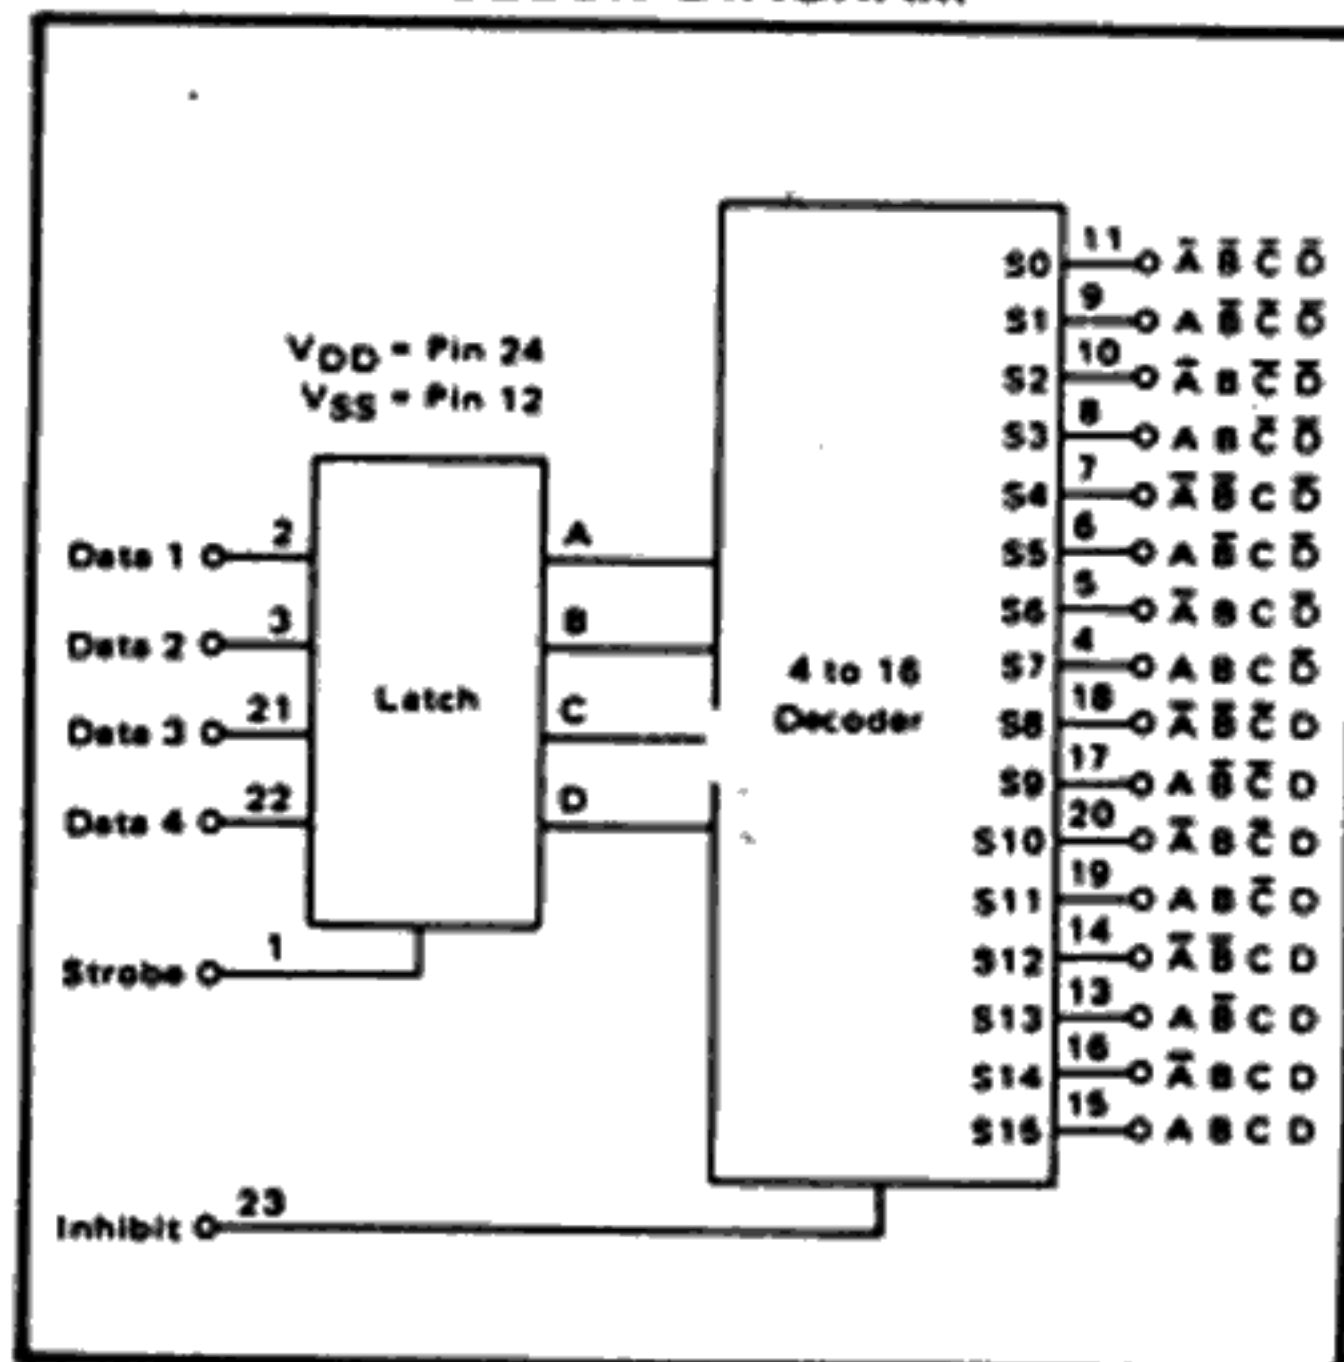 V_DD = Pin 24
V_SS = Pin 12
Data 1
2
Data 2
3
Data 3
21
Data 4
22
Strobe
1
Latch
A
B
C
D
4 to 16
Decoder
Inhibit
23
S0 11 A̅ B̅ C̅ D̅
S1 9 A B̅ C̅ D̅
S2 10 A̅ B C̅ D̅
S3 8 A B C̅ D̅
S4 7 A̅ B̅ C D̅
S5 6 A B̅ C D̅
S6 5 A̅ B C D̅
S7 4 A B C D̅
S8 18 A̅ B̅ C̅ D
S9 17 A B̅ C̅ D
S10 20 A̅ B C̅ D
S11 19 A B C̅ D
S12 14 A̅ B̅ C D
S13 13 A B̅ C D
S14 16 A̅ B C D
S15 15 A B C D